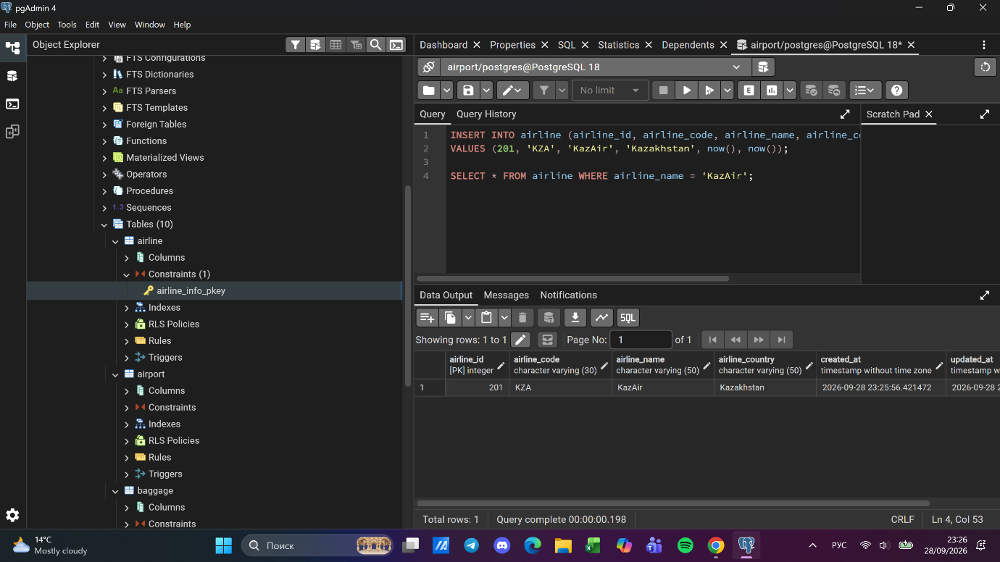 pgAdmin 4
File Object Tools Edit View Window Help
Object Explorer
FTS Configurations
FTS Dictionaries
Aa FTS Parsers
FTS Templates
Foreign Tables
Functions
Materialized Views
Operators
Procedures
1..3 Sequences
Tables (10)
airline
Columns
Constraints (1)
airline_info_pkey
Indexes
RLS Policies
Rules
Triggers
airport
Columns
Constraints
Indexes
RLS Policies
Rules
Triggers
baggage
Columns
Constraints
Dashboard Properties SQL Statistics Dependents airport/postgres@PostgreSQL 18*
airport/postgres@PostgreSQL 18
No limit
E
Query Query History
Scratch Pad
1 INSERT INTO airline (airline_id, airline_code, airline_name, airline_c
2 VALUES (201, 'KZA', 'KazAir', 'Kazakhstan', now(), now());
3
4 SELECT * FROM airline WHERE airline_name = 'KazAir';
Data Output Messages Notifications
SQL
Showing rows: 1 to 1 Page No: 1 of 1
airline_id airline_code airline_name airline_country created_at updated_at
[PK] integer character varying (30) character varying (50) character varying (50) timestamp without time zone timestamp w
1 201 KZA KazAir Kazakhstan 2026-09-28 23:25:56.421472 2026-09-28 2
Total rows: 1 Query complete 00:00:00.198 CRLF Ln 4, Col 53
14°C
Mostly cloudy
Поиск
РУС
23:26
28/09/2026